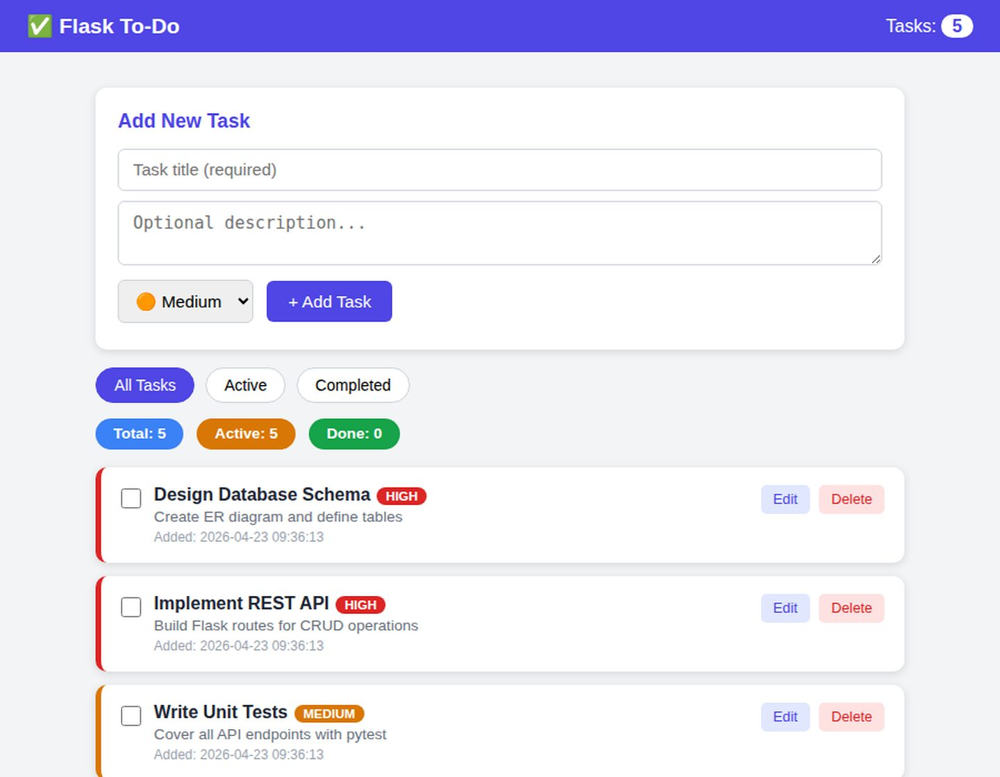 ✅ Flask To-Do
Tasks: 5
Add New Task
Task title (required)
Optional description...
🟠 Medium
+ Add Task
All Tasks Active Completed
Total: 5 Active: 5 Done: 0
Design Database Schema HIGH
Edit Delete
Create ER diagram and define tables
Added: 2026-04-23 09:36:13
Implement REST API HIGH
Edit Delete
Build Flask routes for CRUD operations
Added: 2026-04-23 09:36:13
Write Unit Tests MEDIUM
Edit Delete
Cover all API endpoints with pytest
Added: 2026-04-23 09:36:13